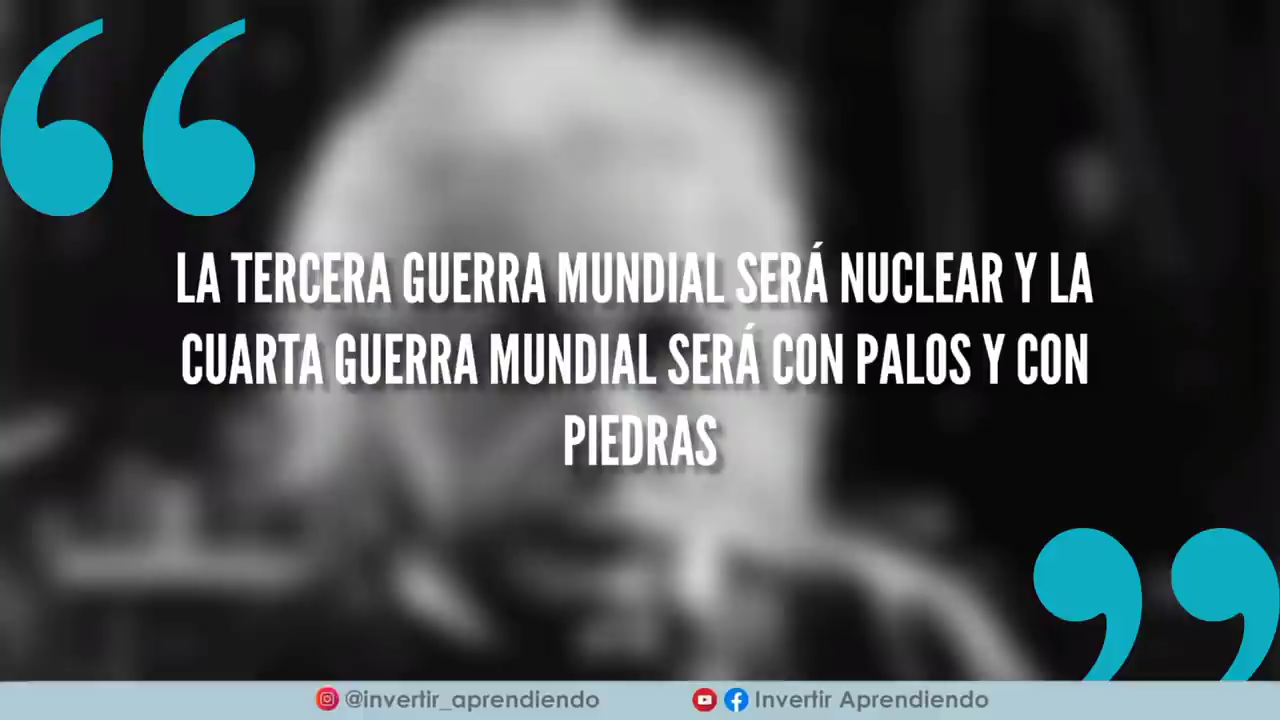 LA TERCERA GUERRA MUNDIAL SERÁ NUCLEAR Y LA
CUARTA GUERRA MUNDIAL SERÁ CON PALOS Y CON
PIEDRAS
@invertir_aprendiendo
Invertir Aprendiendo